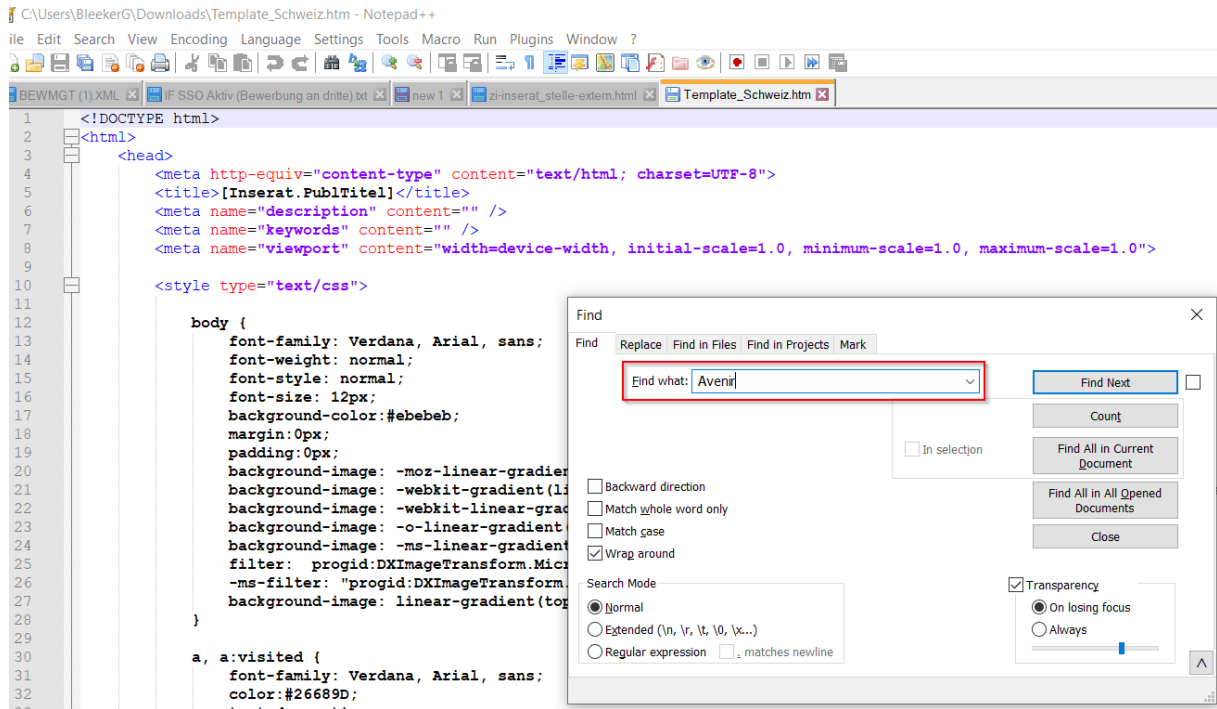 C:\Users\BleekerG\Downloads\Template_Schweiz.htm - Notepad++
ile Edit Search View Encoding Language Settings Tools Macro Run Plugins Window ?
BEWMGT (1).XML IF SSO Aktiv (Bewerbung an dritte).txt new 1 zi-inserat_stelle-extern.html Template_Schweiz.htm
1 <!DOCTYPE html>
2 <html>
3 <head>
4 <meta http-equiv="content-type" content="text/html; charset=UTF-8">
5 <title>[Inserat.PublTitel]</title>
6 <meta name="description" content="" />
7 <meta name="keywords" content="" />
8 <meta name="viewport" content="width=device-width, initial-scale=1.0, minimum-scale=1.0, maximum-scale=1.0">
9
10 <style type="text/css">
11
12 body {
13 font-family: Verdana, Arial, sans;
14 font-weight: normal;
15 font-style: normal;
16 font-size: 12px;
17 background-color:#ebebeb;
18 margin:0px;
19 padding:0px;
20 background-image: -moz-linear-gradien
21 background-image: -webkit-gradient(li
22 background-image: -webkit-linear-grad
23 background-image: -o-linear-gradient(
24 background-image: -ms-linear-gradient
25 filter: progid:DXImageTransform.Micr
26 -ms-filter: "progid:DXImageTransform.
27 background-image: linear-gradient(top
28 }
29
30 a, a:visited {
31 font-family: Verdana, Arial, sans;
32 color:#26689D;
Find
Find Replace Find in Files Find in Projects Mark
Find what: Avenir
Find Next
Count
In selection
Find All in Current Document
Find All in All Opened Documents
Close
Backward direction
Match whole word only
Match case
Wrap around
Search Mode
Normal
Extended (\n, \r, \t, \0, \x...)
Regular expression . matches newline
Transparency
On losing focus
Always